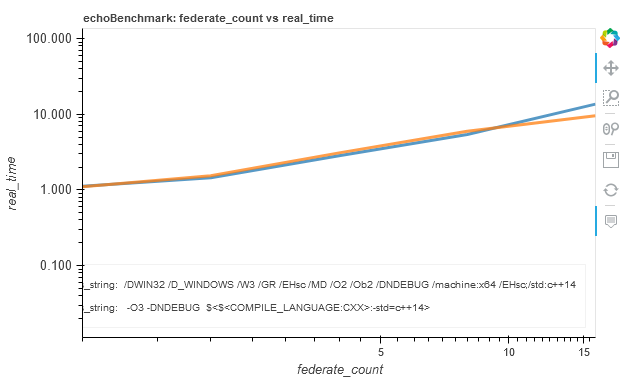 echoBenchmark: federate_count vs real_time
100.000
10.000
1.000
0.100
real_time
_string: /DWIN32 /D_WINDOWS /W3 /GR /EHsc /MD /O2 /Ob2 /DNDEBUG /machine:x64 /EHsc;/std:c++14
_string: -O3 -DNDEBUG $<$<COMPILE_LANGUAGE:CXX>:-std=c++14>
5
10
15
federate_count